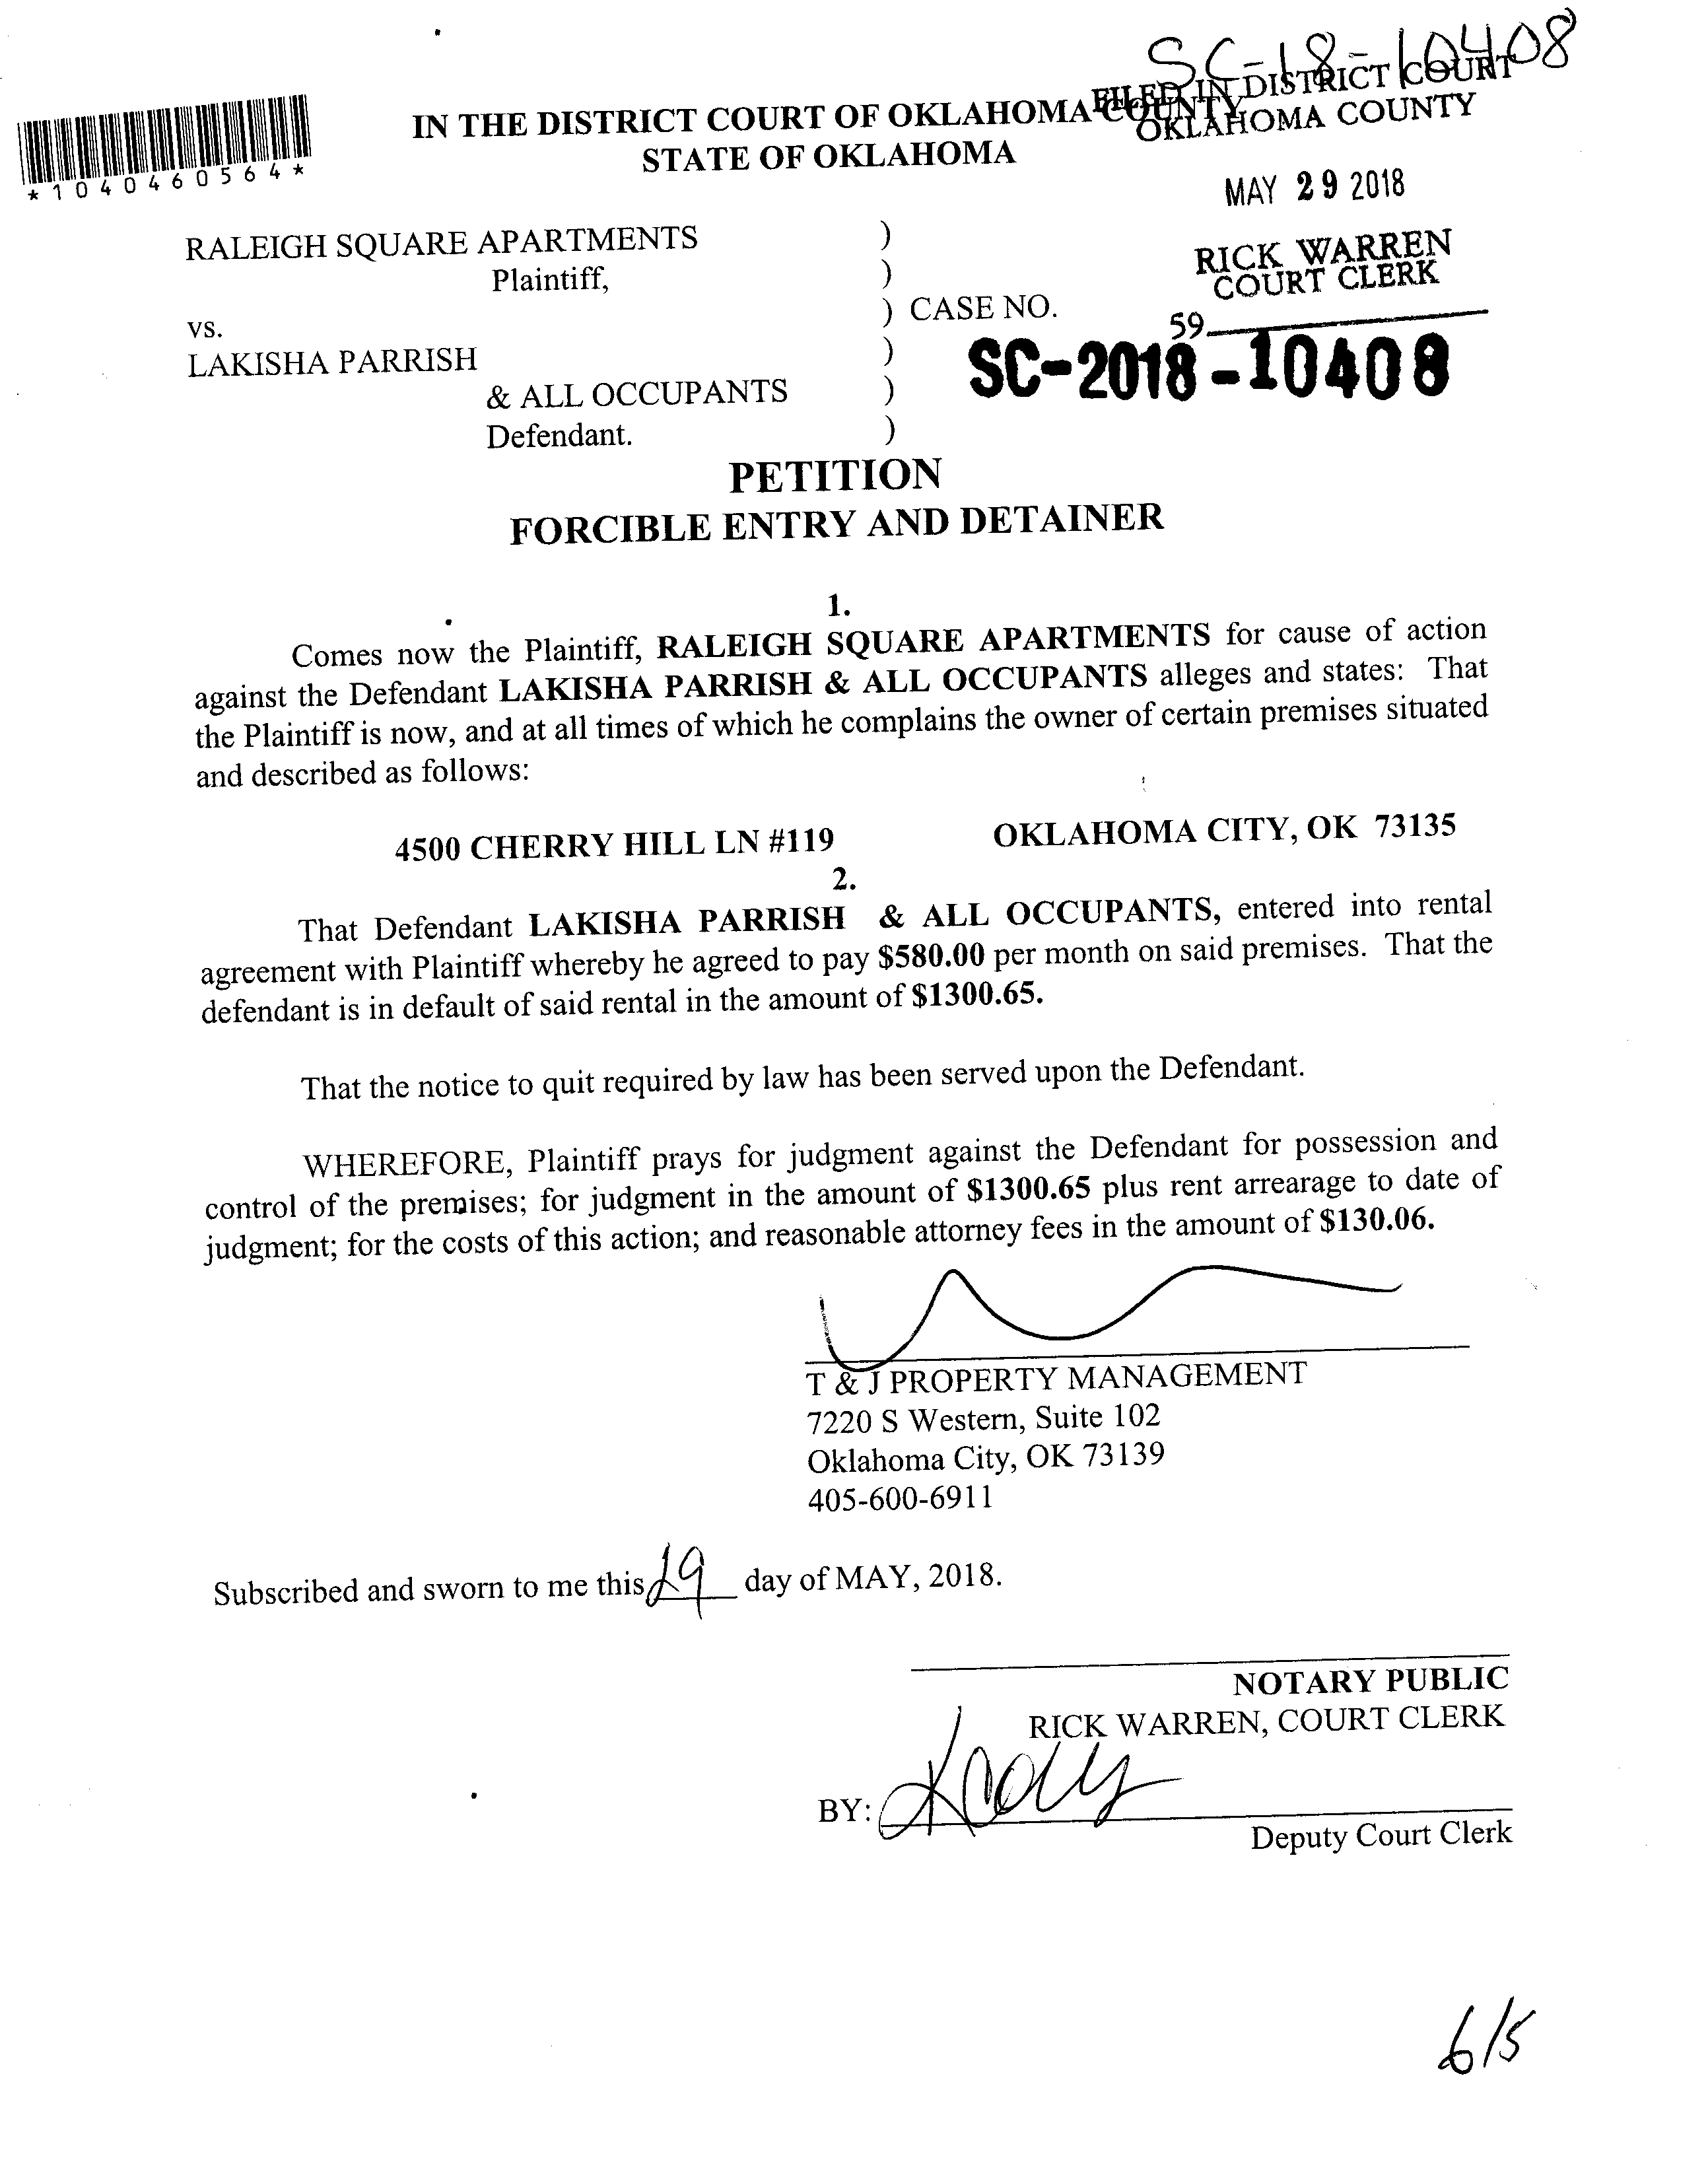 SC-18-10408
FILED IN DISTRICT COURT
OKLAHOMA COUNTY
IN THE DISTRICT COURT OF OKLAHOMA COUNTY
STATE OF OKLAHOMA
*1040460564*
MAY 29 2018
RICK WARREN
COURT CLERK
59
RALEIGH SQUARE APARTMENTS )
Plaintiff, )
) CASE NO.
vs.
LAKISHA PARRISH )
SC-2018-10408
& ALL OCCUPANTS )
Defendant. )
PETITION
FORCIBLE ENTRY AND DETAINER
1.
Comes now the Plaintiff, RALEIGH SQUARE APARTMENTS for cause of action
against the Defendant LAKISHA PARRISH & ALL OCCUPANTS alleges and states: That
the Plaintiff is now, and at all times of which he complains the owner of certain premises situated
and described as follows:
4500 CHERRY HILL LN #119 OKLAHOMA CITY, OK 73135
2.
That Defendant LAKISHA PARRISH & ALL OCCUPANTS, entered into rental
agreement with Plaintiff whereby he agreed to pay $580.00 per month on said premises. That the
defendant is in default of said rental in the amount of $1300.65.
That the notice to quit required by law has been served upon the Defendant.
WHEREFORE, Plaintiff prays for judgment against the Defendant for possession and
control of the premises; for judgment in the amount of $1300.65 plus rent arrearage to date of
judgment; for the costs of this action; and reasonable attorney fees in the amount of $130.06.
T & J PROPERTY MANAGEMENT
7220 S Western, Suite 102
Oklahoma City, OK 73139
405-600-6911
Subscribed and sworn to me this 29 day of MAY, 2018.
NOTARY PUBLIC
RICK WARREN, COURT CLERK
BY:
Deputy Court Clerk
6/5